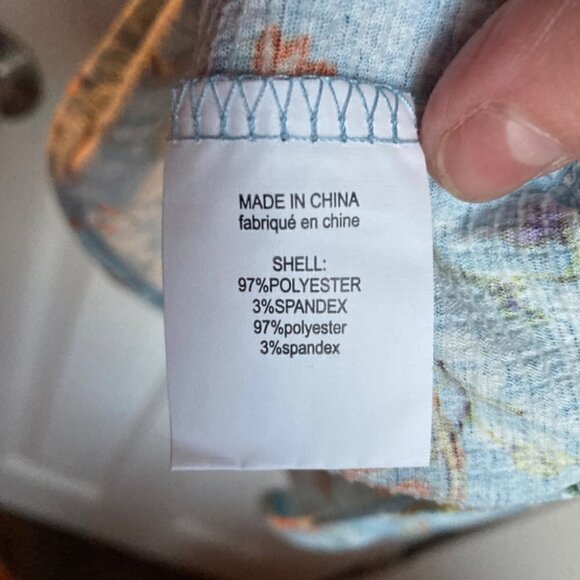 MADE IN CHINA
fabriqué en chine
SHELL:
97%POLYESTER
3%SPANDEX
97%polyester
3%spandex